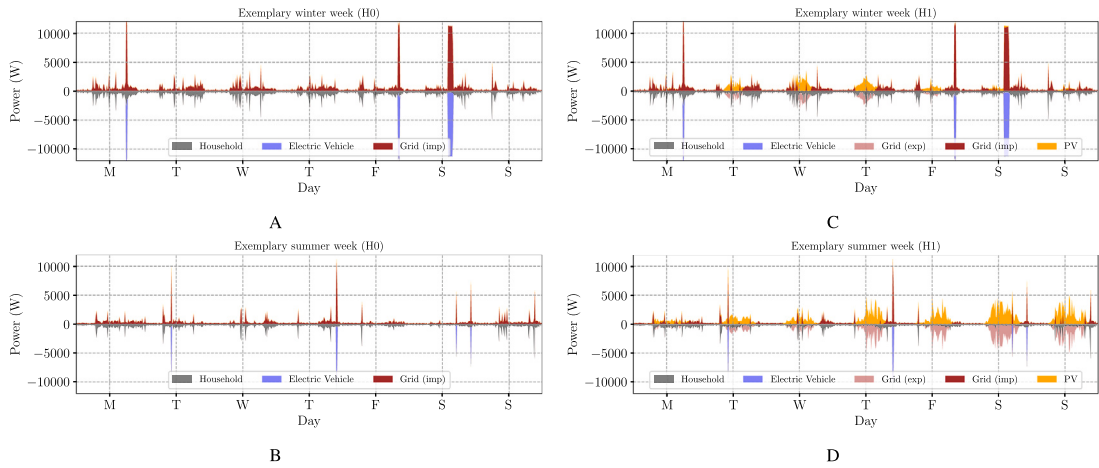 Exemplary winter week (H0)
Power (W)
10000
5000
0
−5000
−10000
Household
Electric Vehicle
Grid (imp)
M
T
W
T
F
S
S
Day
A
Exemplary winter week (H1)
Power (W)
10000
5000
0
−5000
−10000
Household
Electric Vehicle
Grid (exp)
Grid (imp)
PV
M
T
W
T
F
S
S
Day
C
Exemplary summer week (H0)
Power (W)
10000
5000
0
−5000
−10000
Household
Electric Vehicle
Grid (imp)
M
T
W
T
F
S
S
Day
B
Exemplary summer week (H1)
Power (W)
10000
5000
0
−5000
−10000
Household
Electric Vehicle
Grid (exp)
Grid (imp)
PV
M
T
W
T
F
S
S
Day
D